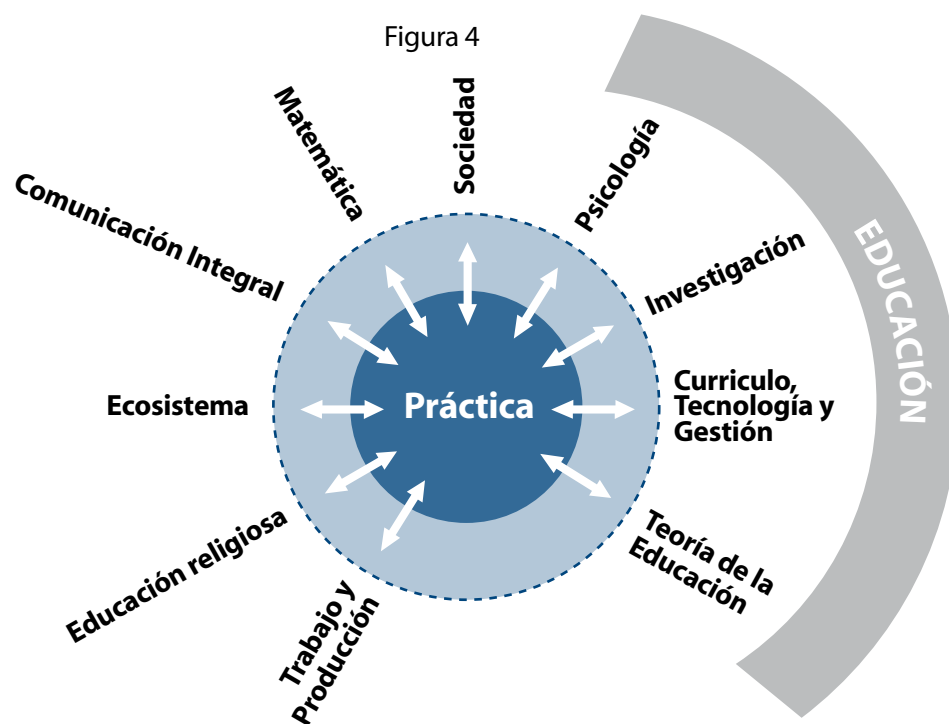 Figura 4
Sociedad
Matemática
Psicología
Comunicación Integral
Investigación
EDUCACIÓN
Ecosistema
Práctica
Curriculo,
Tecnología y
Gestión
Educación religiosa
Teoría de la
Educación
Trabajo y
Producción